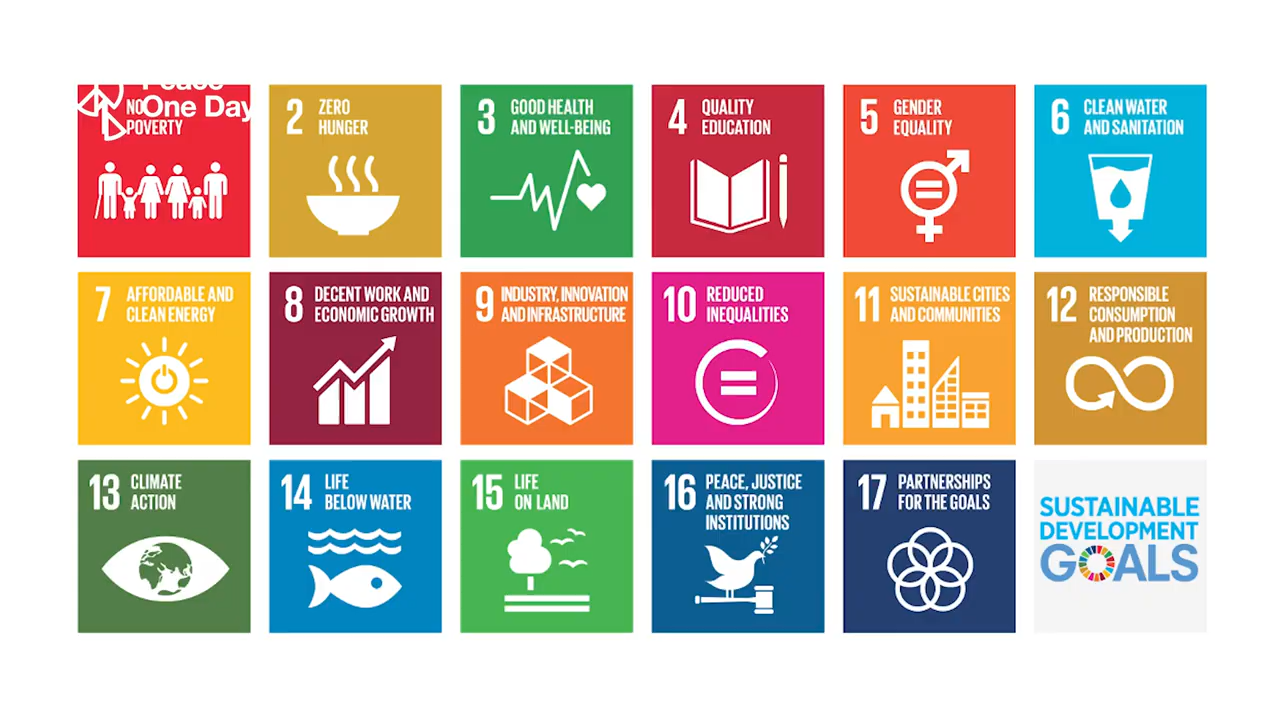 Peace
One Day
NO
POVERTY
2 ZERO
HUNGER
3 GOOD HEALTH
AND WELL-BEING
4 QUALITY
EDUCATION
5 GENDER
EQUALITY
6 CLEAN WATER
AND SANITATION
7 AFFORDABLE AND
CLEAN ENERGY
8 DECENT WORK AND
ECONOMIC GROWTH
9 INDUSTRY, INNOVATION
AND INFRASTRUCTURE
10 REDUCED
INEQUALITIES
11 SUSTAINABLE CITIES
AND COMMUNITIES
12 RESPONSIBLE
CONSUMPTION
AND PRODUCTION
13 CLIMATE
ACTION
14 LIFE
BELOW WATER
15 LIFE
ON LAND
16 PEACE, JUSTICE
AND STRONG
INSTITUTIONS
17 PARTNERSHIPS
FOR THE GOALS
SUSTAINABLE
DEVELOPMENT
GOALS